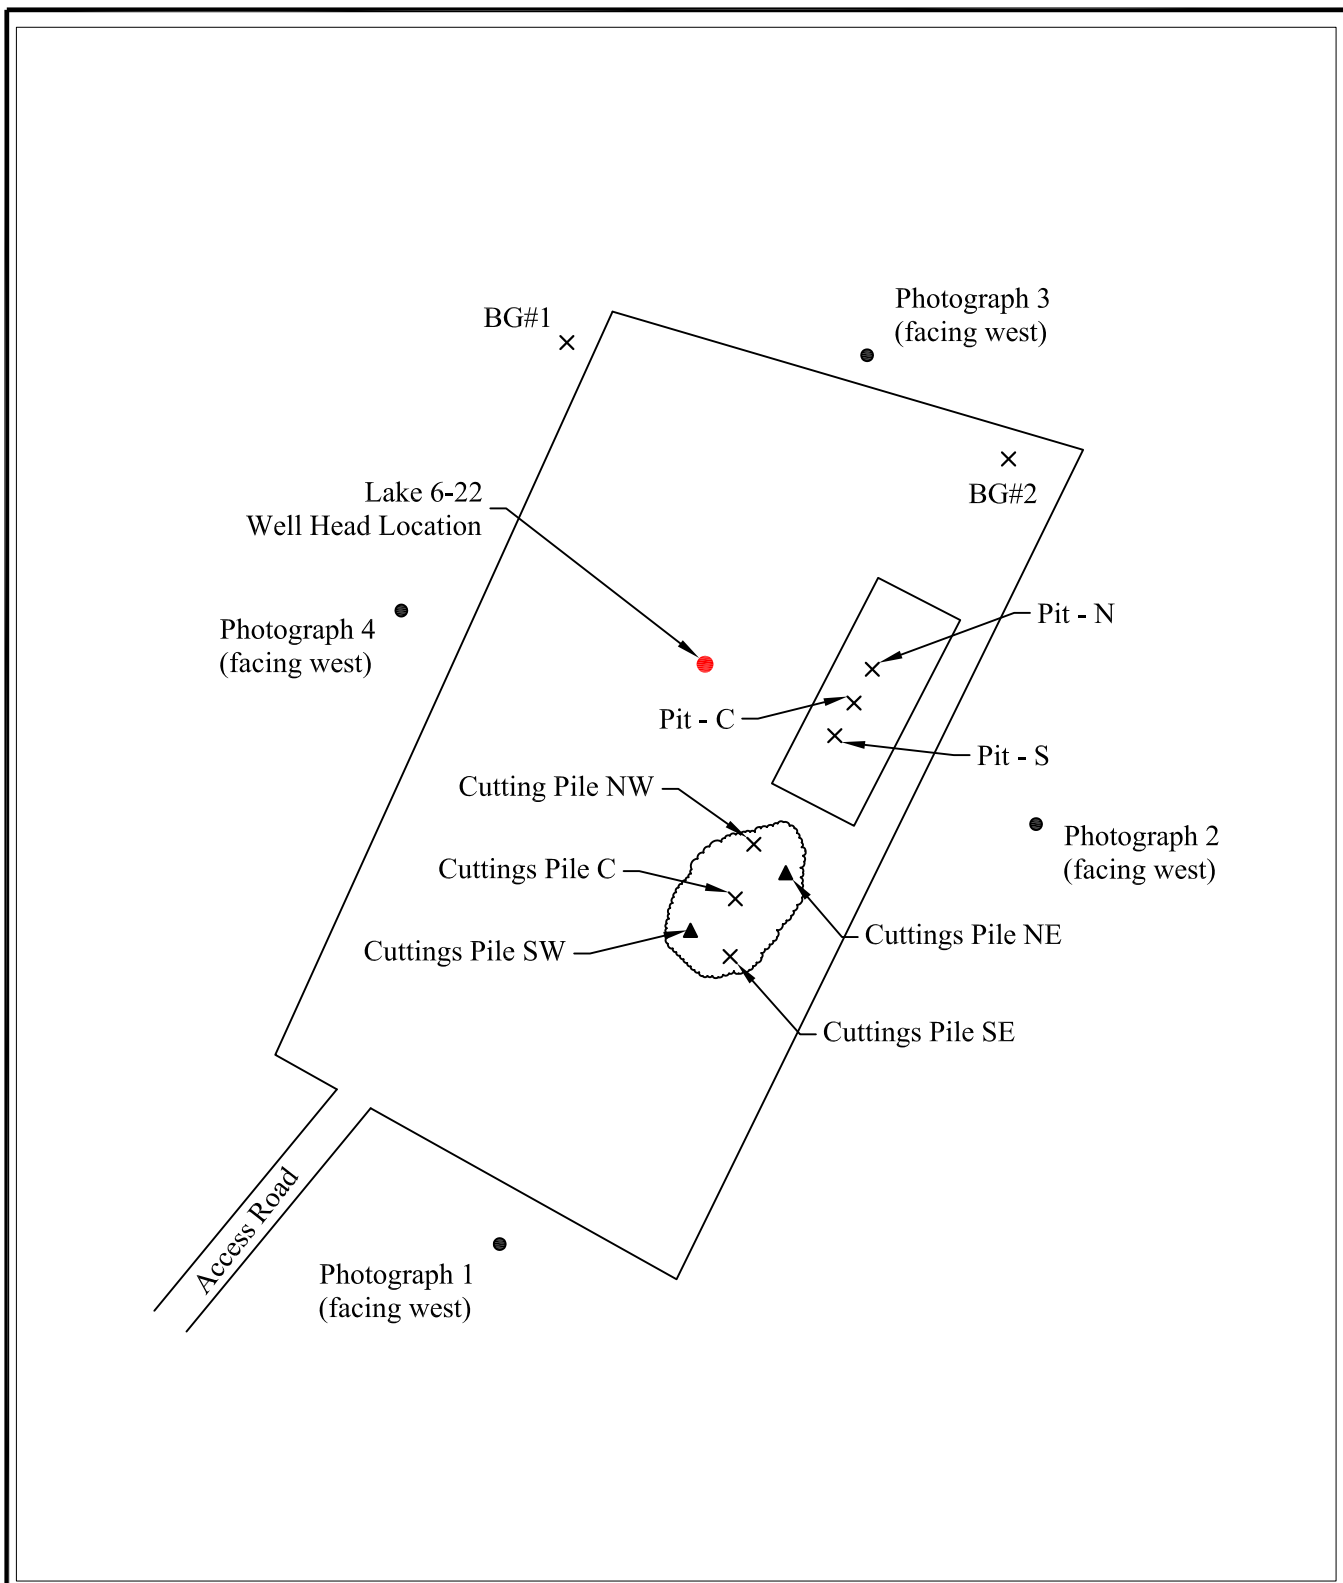 Photograph 3
(facing west)
BG#1
BG#2
Lake 6-22
Well Head Location
Pit - N
Photograph 4
(facing west)
Pit - C
Pit - S
Cutting Pile NW
Photograph 2
(facing west)
Cuttings Pile C
Cuttings Pile NE
Cuttings Pile SW
Cuttings Pile SE
Access Road
Photograph 1
(facing west)